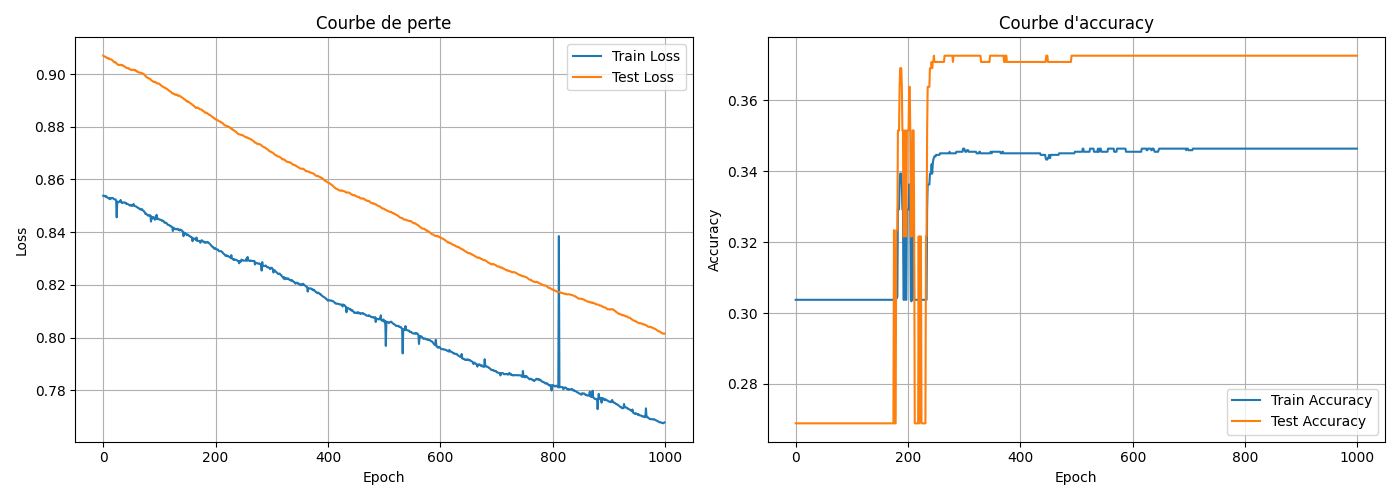 Courbe de perte
Train Loss
Test Loss
0.90
0.88
0.86
0.84
0.82
0.80
0.78
Loss
0 200 400 600 800 1000
Epoch
Courbe d'accuracy
0.36
0.34
0.32
0.30
0.28
Accuracy
Train Accuracy
Test Accuracy
0 200 400 600 800 1000
Epoch